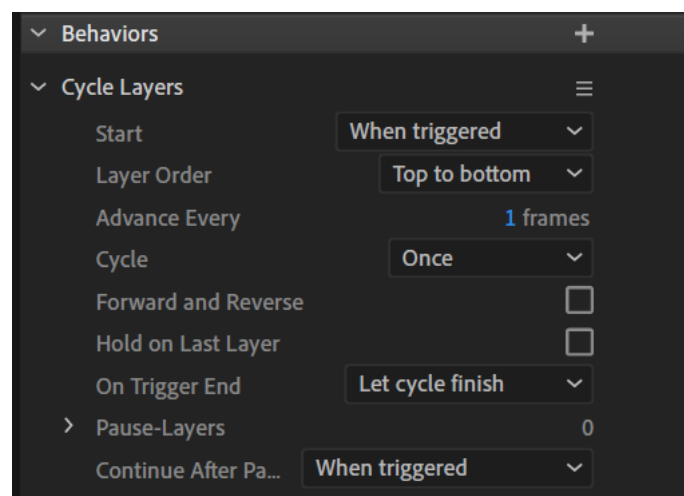 Behaviors +
Cycle Layers
Start When triggered
Layer Order Top to bottom
Advance Every 1 frames
Cycle Once
Forward and Reverse
Hold on Last Layer
On Trigger End Let cycle finish
Pause-Layers 0
Continue After Pa... When triggered